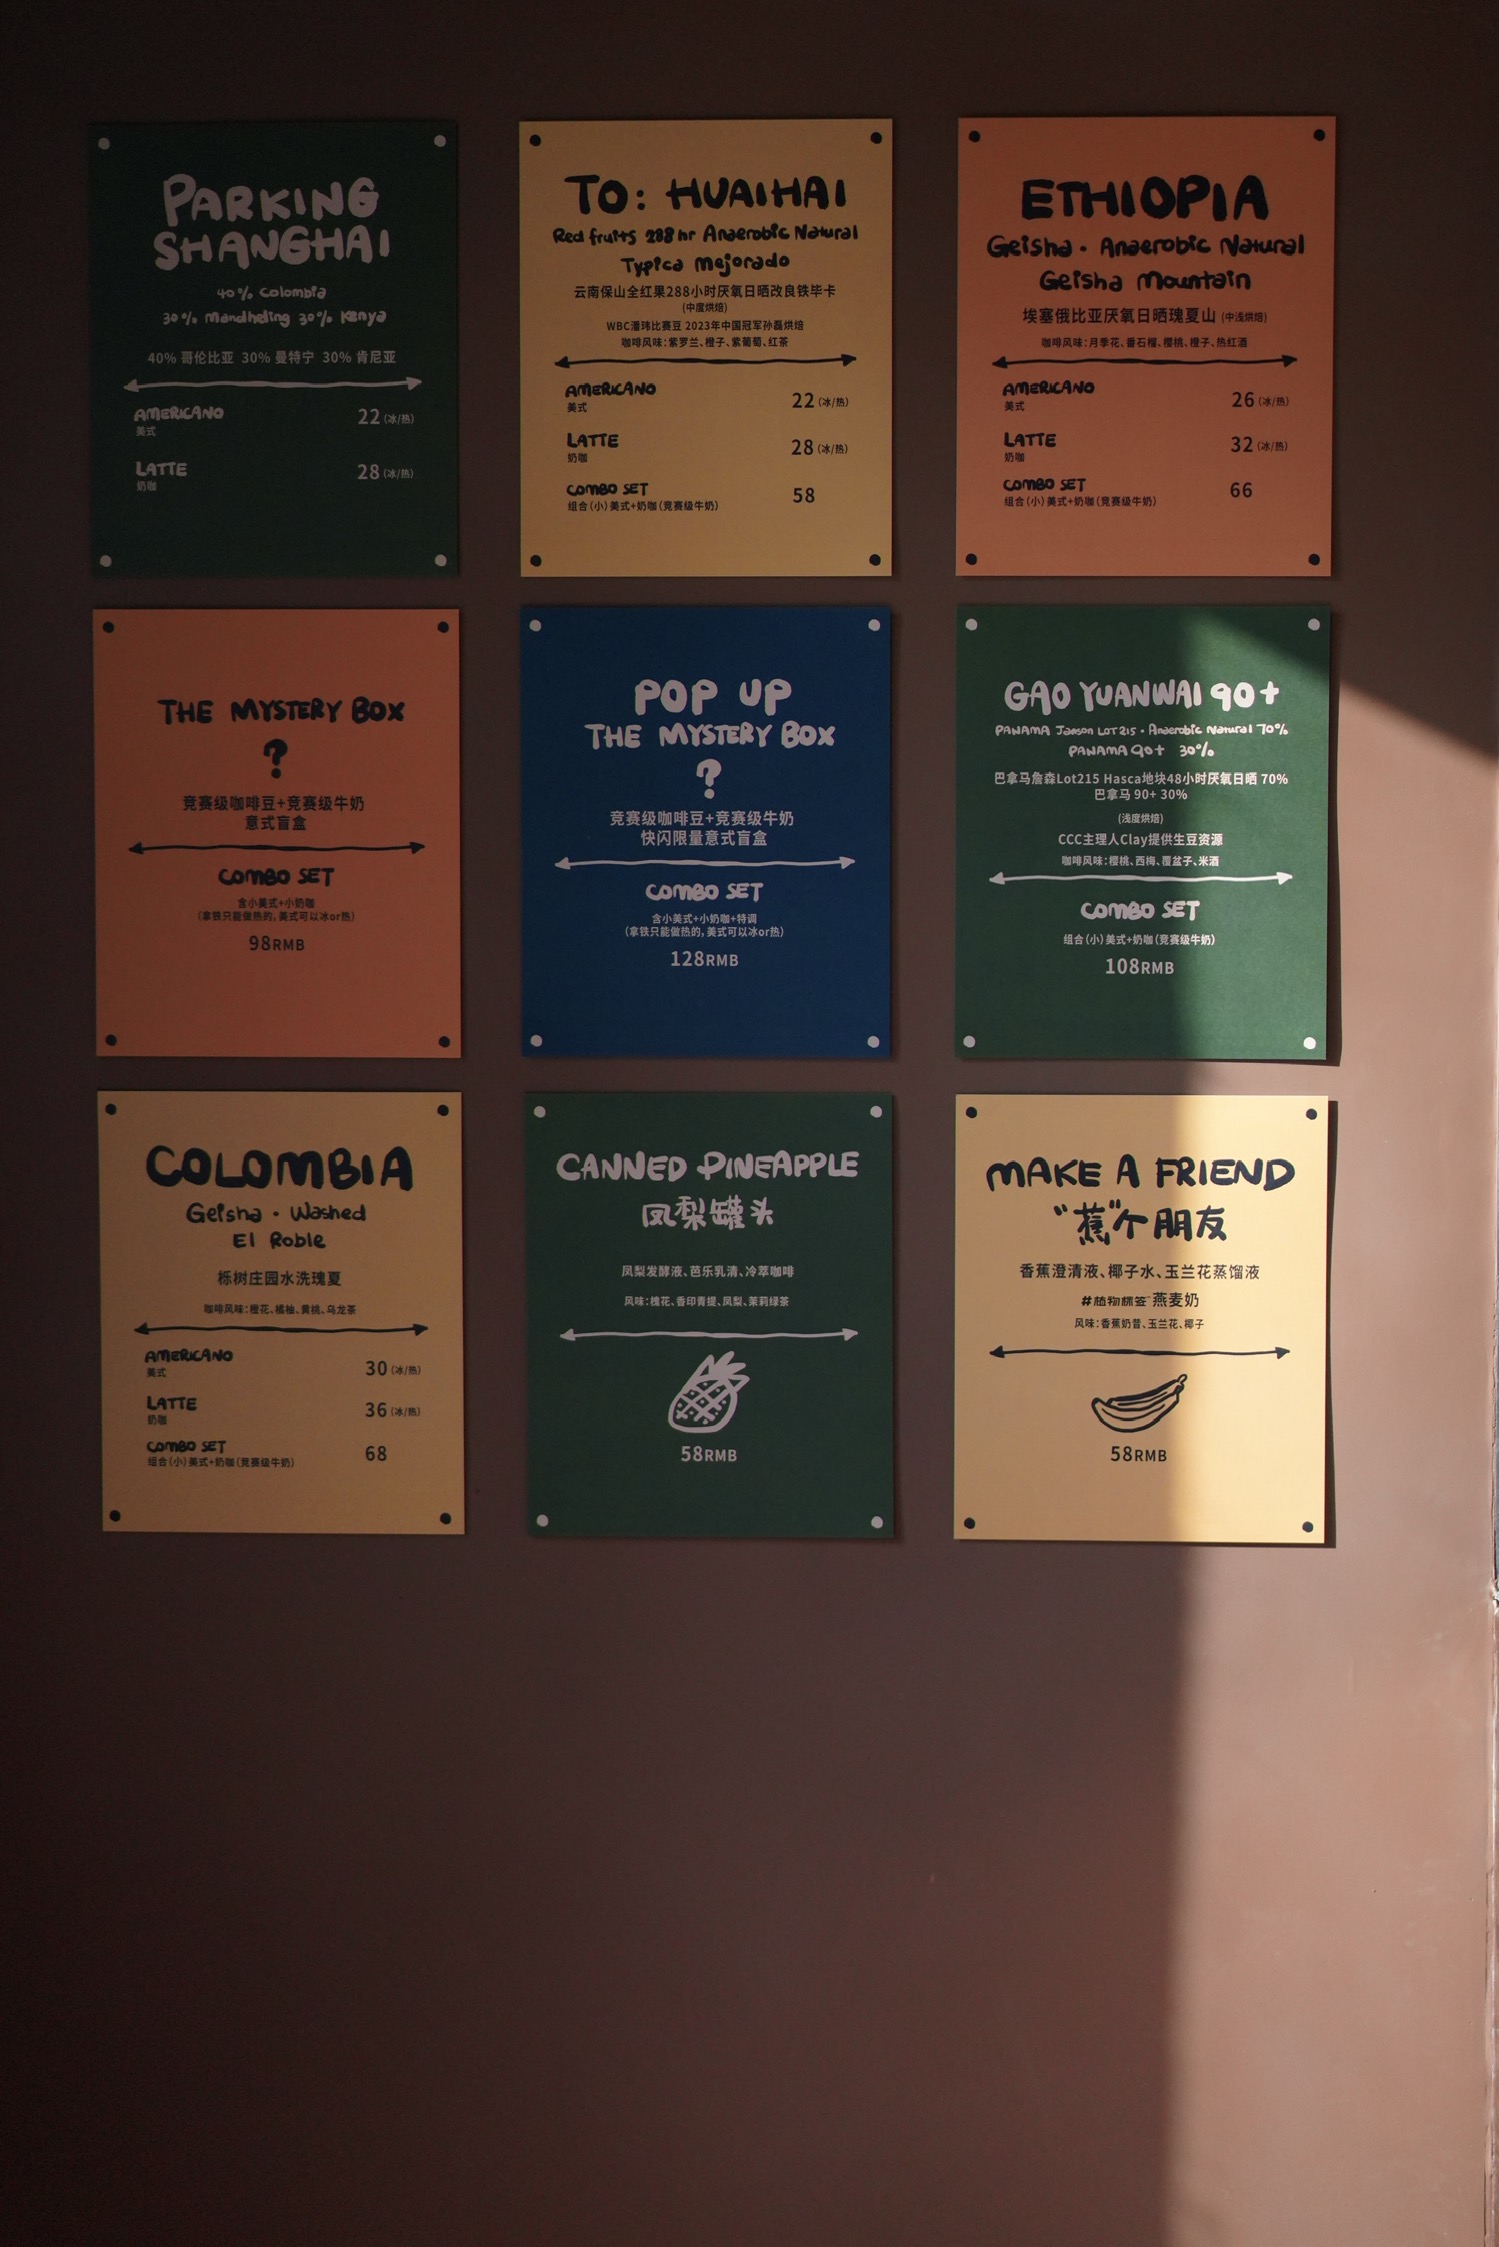 PARKING
SHANGHAI
40% Colombia
30% Mandheling 30% Kenya
40% 哥伦比亚 30% 曼特宁 30% 肯尼亚
AMERICANO 22(冰/热)
美式
LATTE 28(冰/热)
奶咖
TO: HUAIHAI
Red fruits 288hr Anaerobic Natural
Typica Mejorado
云南保山全红果288小时厌氧日晒改良铁毕卡
(中度烘焙)
WBC潘玮比赛豆 2023年中国冠军孙磊烘焙
咖啡风味:紫罗兰、橙子、紫葡萄、红茶
AMERICANO 22(冰/热)
美式
LATTE 28(冰/热)
奶咖
COMBO SET 58
组合(小)美式+奶咖(竞赛级牛奶)
ETHIOPIA
Geisha · Anaerobic Natural
Geisha Mountain
埃塞俄比亚厌氧日晒瑰夏山 (中浅烘焙)
咖啡风味:月季花、番石榴、樱桃、橙子、热红酒
AMERICANO 26(冰/热)
美式
LATTE 32(冰/热)
奶咖
COMBO SET 66
组合(小)美式+奶咖(竞赛级牛奶)
THE MYSTERY BOX
?
竞赛级咖啡豆+竞赛级牛奶
意式盲盒
COMBO SET
含小美式+小奶咖
(拿铁只能做热的,美式可以冰or热)
98RMB
POP UP
THE MYSTERY BOX
?
竞赛级咖啡豆+竞赛级牛奶
快闪限量意式盲盒
COMBO SET
含小美式+小奶咖+特调
(拿铁只能做热的,美式可以冰or热)
128RMB
GAO YUANWAI 90+
PANAMA Janson LOT215 · Anaerobic Natural 70%
PANAMA 90+ 30%
巴拿马詹森Lot215 Hasca地块48小时厌氧日晒 70%
巴拿马 90+ 30%
(浅度烘焙)
CCC主理人Clay提供生豆资源
咖啡风味:樱桃、西梅、覆盆子、米酒
COMBO SET
组合(小)美式+奶咖(竞赛级牛奶)
108RMB
COLOMBIA
Geisha · Washed
El Roble
栎树庄园水洗瑰夏
咖啡风味:橙花、橘柚、黄桃、乌龙茶
AMERICANO 30(冰/热)
美式
LATTE 36(冰/热)
奶咖
COMBO SET 68
组合(小)美式+奶咖(竞赛级牛奶)
CANNED PINEAPPLE
凤梨罐头
凤梨发酵液、芭乐乳清、冷萃咖啡
风味:槐花、香印青提、凤梨、茉莉绿茶
58RMB
MAKE A FRIEND
“蕉”个朋友
香蕉澄清液、椰子水、玉兰花蒸馏液
#植物标签 燕麦奶
风味:香蕉奶昔、玉兰花、椰子
58RMB